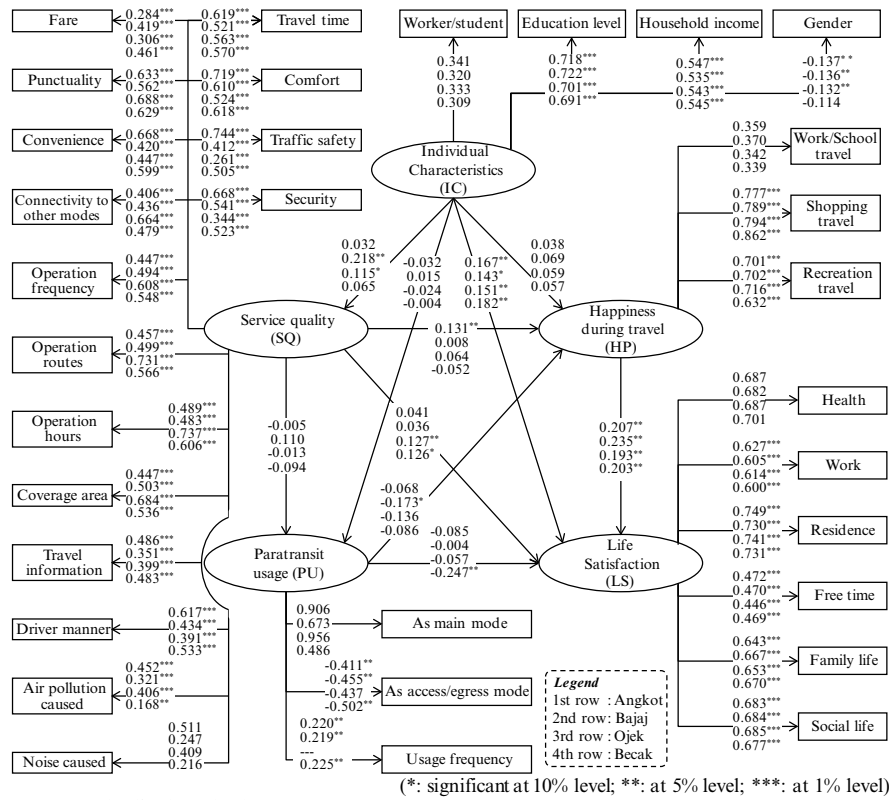 Fare
0.284***
0.419***
0.306***
0.461***
0.619***
0.521***
0.563***
0.570***
Travel time
Punctuality
0.633***
0.562***
0.688***
0.629***
0.719***
0.610***
0.524***
0.618***
Comfort
Convenience
0.668***
0.420***
0.447***
0.599***
0.744***
0.412***
0.261***
0.505***
Traffic safety
Connectivity to
other modes
0.406***
0.436***
0.664***
0.479***
0.668***
0.541***
0.344***
0.523***
Security
Operation
frequency
0.447***
0.494***
0.608***
0.548***
Operation
routes
0.457***
0.499***
0.731***
0.566***
Operation
hours
0.489***
0.483***
0.737***
0.606***
Coverage area
0.447***
0.503***
0.684***
0.536***
Travel
information
0.486***
0.351***
0.399***
0.483***
Driver manner
0.617***
0.434***
0.391***
0.533***
Air pollution
caused
0.452***
0.321***
0.406***
0.168**
Noise caused
0.511
0.247
0.409
0.216
Worker/student
0.341
0.320
0.333
0.309
Education level
0.718***
0.722***
0.701***
0.691***
Household income
0.547***
0.535***
0.543***
0.545***
Gender
-0.137**
-0.136**
-0.132**
-0.114
Individual
Characteristics
(IC)
0.032
0.218**
0.115*
0.065
-0.032
0.015
-0.024
-0.004
0.167**
0.143*
0.151**
0.182**
0.038
0.069
0.059
0.057
Service quality
(SQ)
0.131**
0.008
0.064
-0.052
Happiness
during travel
(HP)
0.359
0.370
0.342
0.339
Work/School
travel
0.777***
0.789***
0.794***
0.862***
Shopping
travel
0.701***
0.702***
0.716***
0.632***
Recreation
travel
-0.005
0.110
-0.013
-0.094
0.041
0.036
0.127**
0.126*
0.207**
0.235**
0.193**
0.203**
-0.068
-0.173*
-0.136
-0.086
Paratransit
usage (PU)
-0.085
-0.004
-0.057
-0.247**
Life
Satisfaction
(LS)
0.687
0.682
0.687
0.701
Health
0.627***
0.605***
0.614***
0.600***
Work
0.749***
0.730***
0.741***
0.731***
Residence
0.472***
0.470***
0.446***
0.469***
Free time
0.643***
0.667***
0.653***
0.670***
Family life
0.683***
0.684***
0.685***
0.677***
Social life
0.906
0.673
0.956
0.486
As main mode
-0.411**
-0.455**
-0.437
-0.502**
As access/egress mode
0.220**
0.219**
---
0.225**
Usage frequency
Legend
1st row : Angkot
2nd row: Bajaj
3rd row : Ojek
4th row : Becak
(*: significant at 10% level; **: at 5% level; ***: at 1% level)